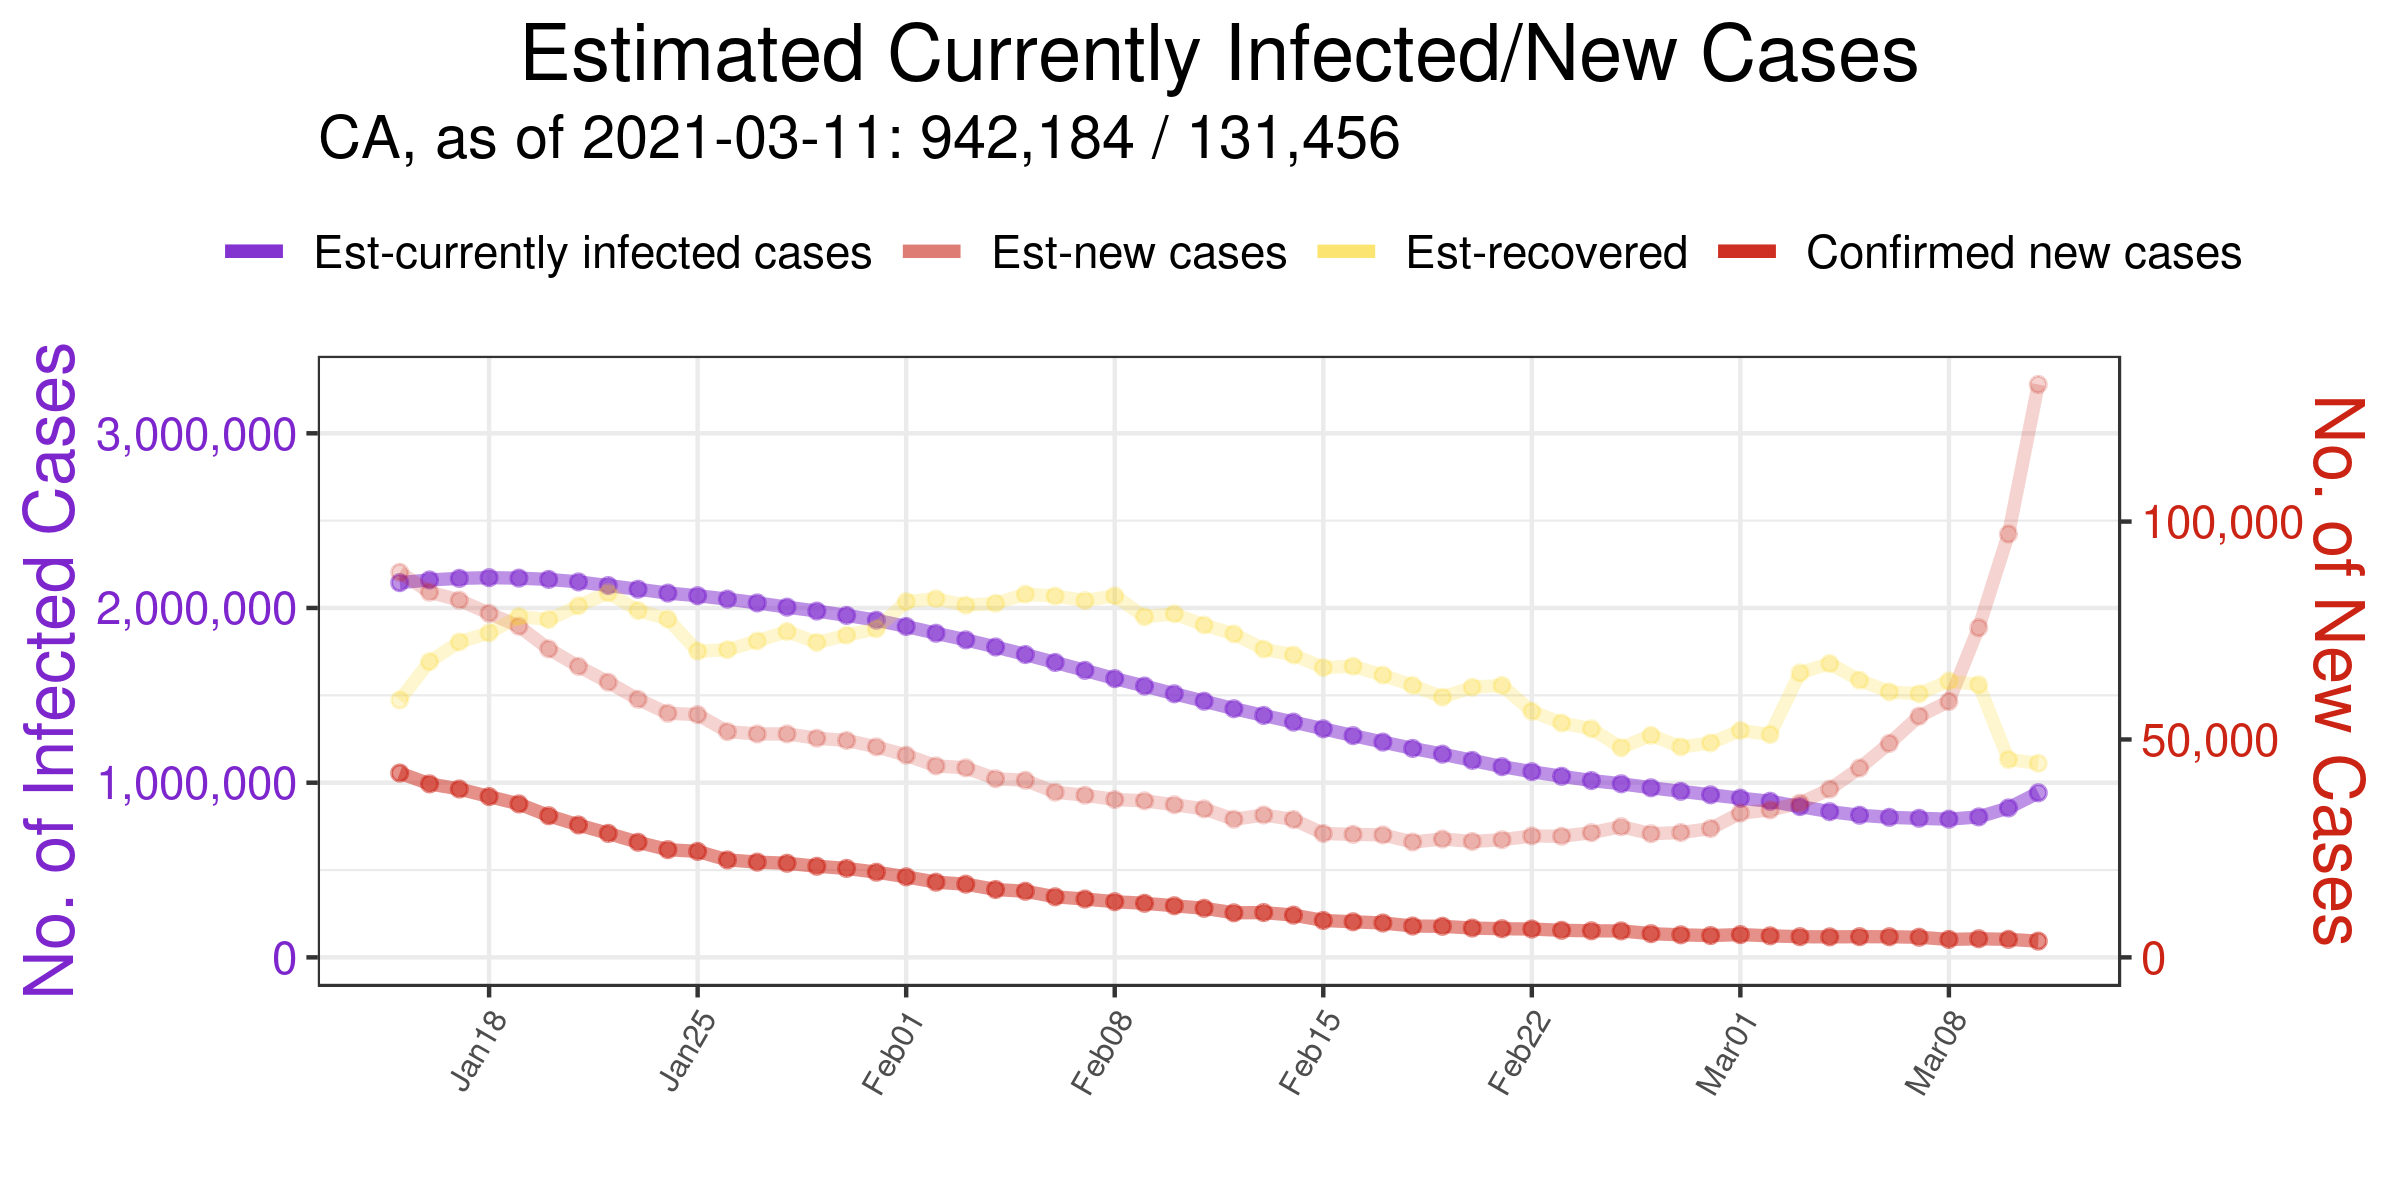 Estimated Currently Infected/New Cases
CA, as of 2021-03-11: 942,184 / 131,456
Est-currently infected cases Est-new cases Est-recovered Confirmed new cases
No. of Infected Cases
3,000,000
2,000,000
1,000,000
0
100,000
50,000
0
No. of New Cases
Jan18 Jan25 Feb01 Feb08 Feb15 Feb22 Mar01 Mar08